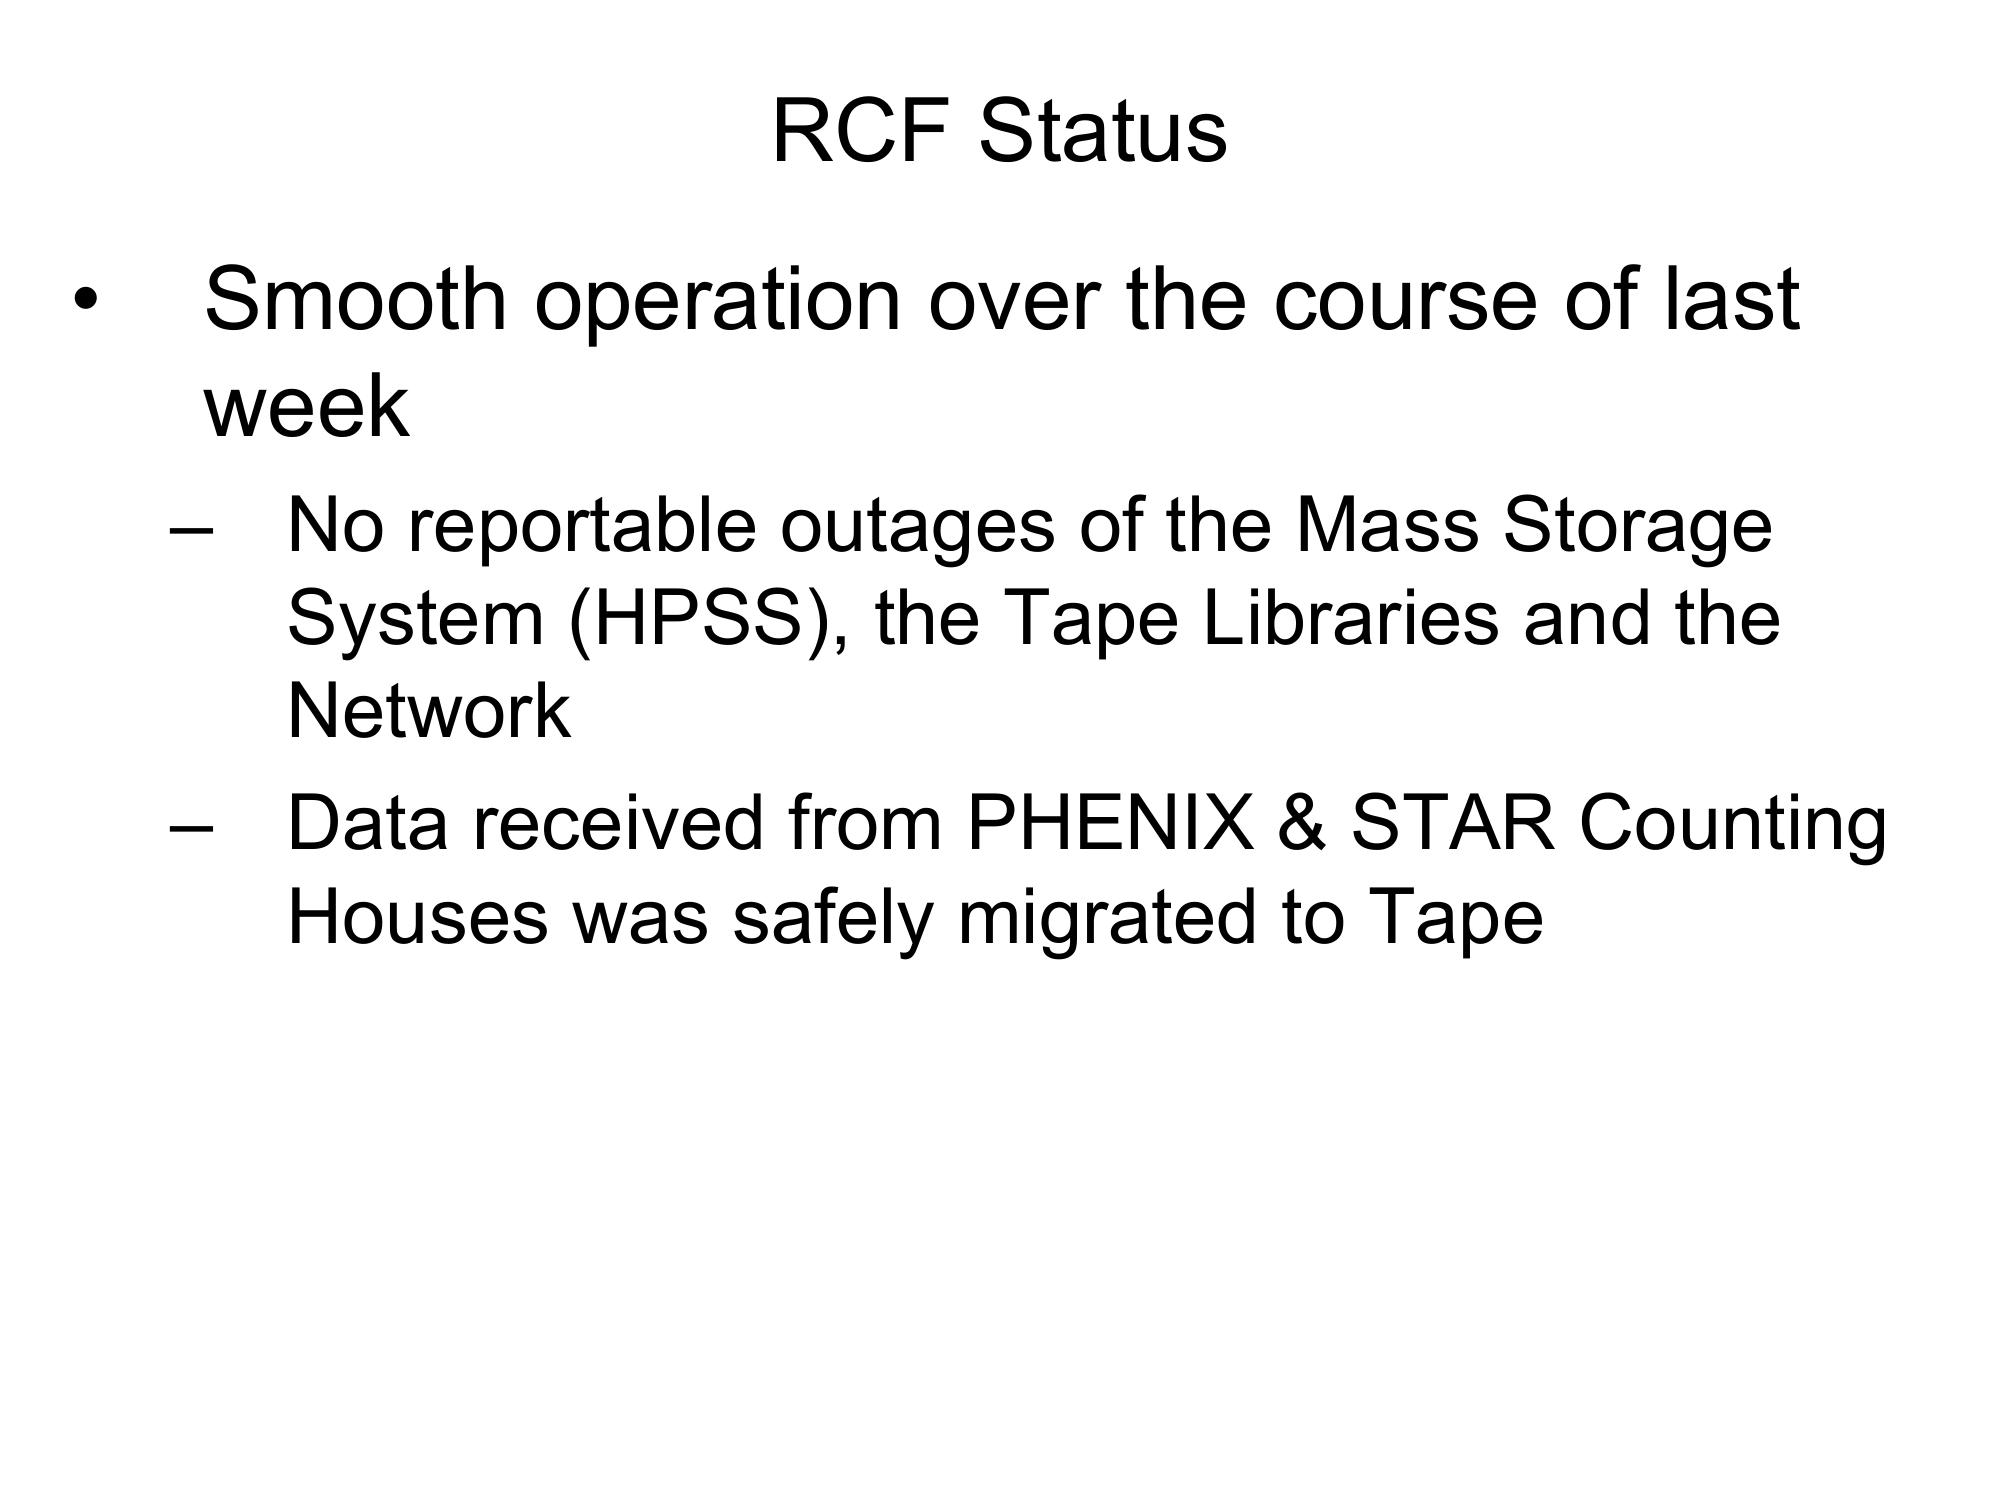 RCF Status
• Smooth operation over the course of last
week
– No reportable outages of the Mass Storage
System (HPSS), the Tape Libraries and the
Network
– Data received from PHENIX & STAR Counting
Houses was safely migrated to Tape